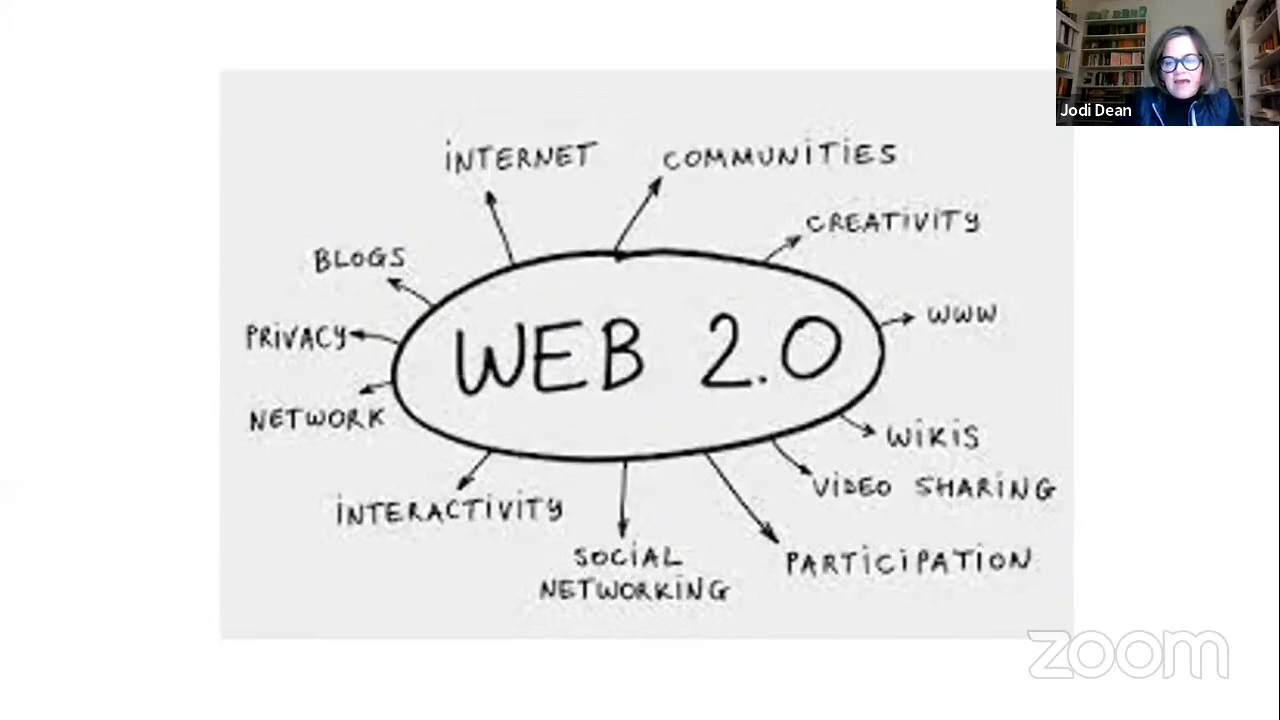 Jodi Dean
INTERNET
COMMUNITIES
CREATIVITY
BLOGS
WWW
PRIVACY
WEB 2.0
NETWORK
WIKIS
VIDEO SHARING
INTERACTIVITY
SOCIAL
NETWORKING
PARTICIPATION
zoom